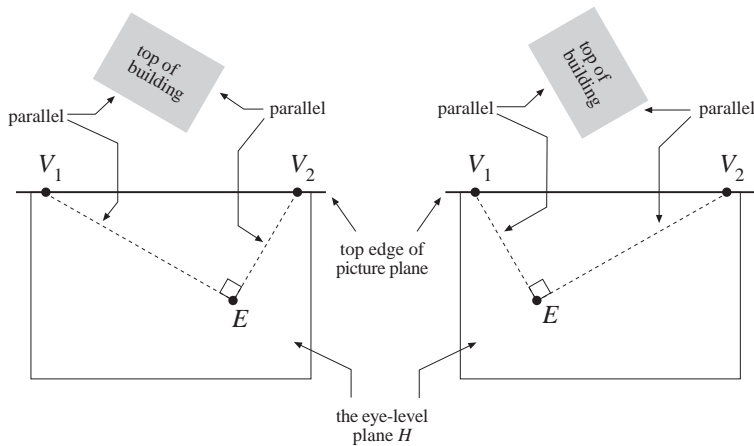 top of
building
parallel
parallel
V1
V2
E
top of
building
parallel
parallel
V1
V2
E
top edge of
picture plane
the eye-level
plane H